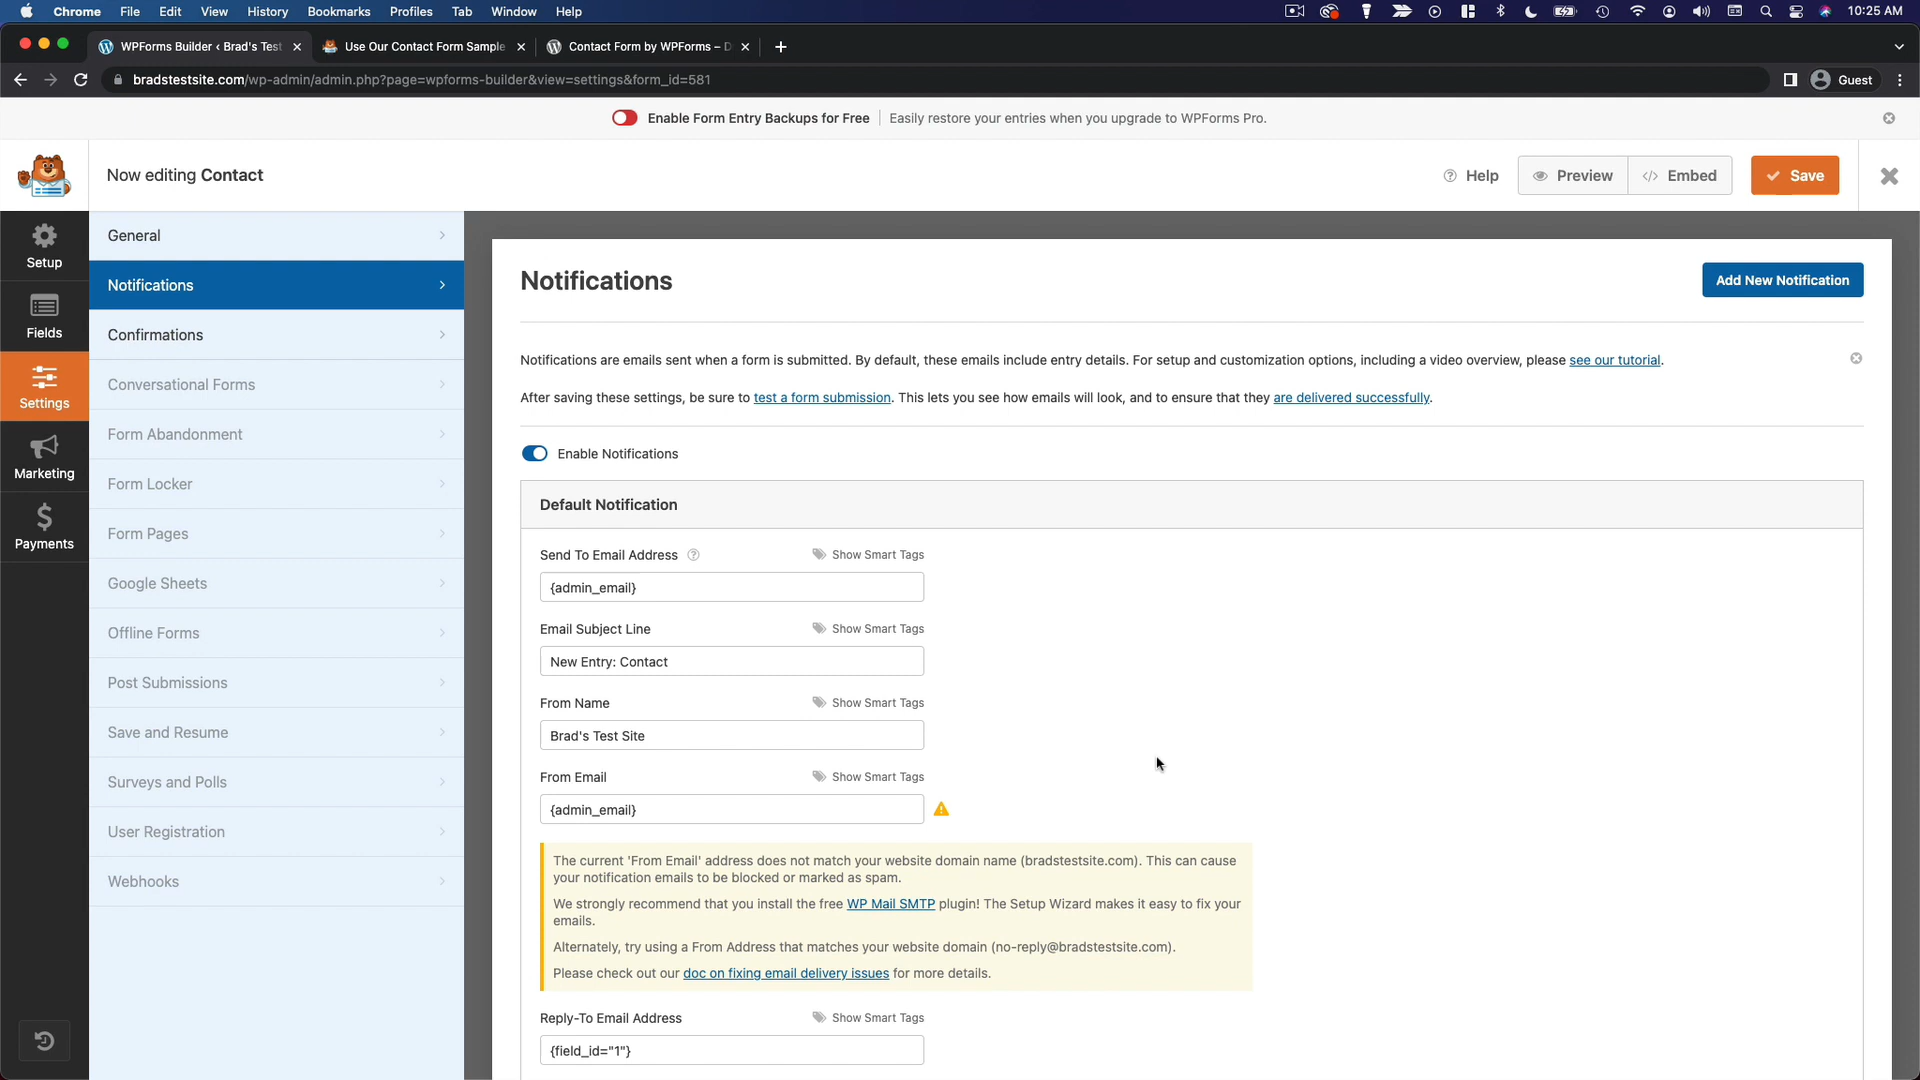 Chrome File Edit View History Bookmarks Profiles Tab Window Help 10:25 AM
WPForms Builder ‹ Brad's Test Use Our Contact Form Sample Contact Form by WPForms – D
bradstestsite.com/wp-admin/admin.php?page=wpforms-builder&view=settings&form_id=581 Guest
Enable Form Entry Backups for Free Easily restore your entries when you upgrade to WPForms Pro.
Now editing Contact Help Preview Embed Save
Setup
Fields
Settings
Marketing
Payments
General
Notifications
Confirmations
Conversational Forms
Form Abandonment
Form Locker
Form Pages
Google Sheets
Offline Forms
Post Submissions
Save and Resume
Surveys and Polls
User Registration
Webhooks
Notifications Add New Notification
Notifications are emails sent when a form is submitted. By default, these emails include entry details. For setup and customization options, including a video overview, please see our tutorial.
After saving these settings, be sure to test a form submission. This lets you see how emails will look, and to ensure that they are delivered successfully.
Enable Notifications
Default Notification
Send To Email Address Show Smart Tags
{admin_email}
Email Subject Line Show Smart Tags
New Entry: Contact
From Name Show Smart Tags
Brad's Test Site
From Email Show Smart Tags
{admin_email}
The current 'From Email' address does not match your website domain name (bradstestsite.com). This can cause
your notification emails to be blocked or marked as spam.
We strongly recommend that you install the free WP Mail SMTP plugin! The Setup Wizard makes it easy to fix your
emails.
Alternately, try using a From Address that matches your website domain (no-reply@bradstestsite.com).
Please check out our doc on fixing email delivery issues for more details.
Reply-To Email Address Show Smart Tags
{field_id="1"}